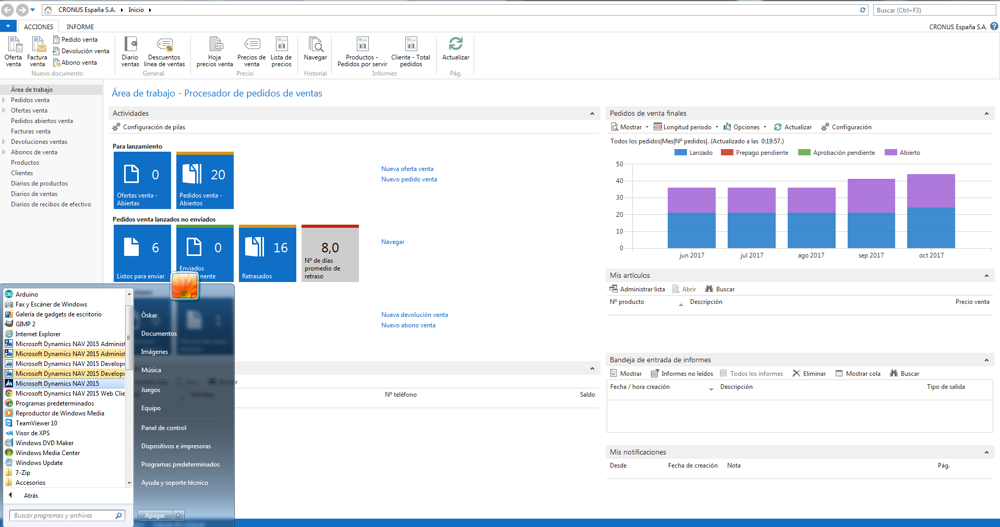 CRONUS España S.A. Inicio
Buscar (Ctrl+F3)
ACCIONES INFORME
CRONUS España S.A.
Oferta venta
Factura venta
Pedido venta
Devolución venta
Abono venta
Nuevo documento
Diario ventas
Descuentos línea de ventas
General
Hoja precios venta
Precios de venta
Lista de precios
Precio
Navegar
Historial
Productos - Pedidos por servir
Cliente - Total pedidos
Informes
Actualizar
Pág.
Área de trabajo
Pedidos venta
Ofertas venta
Pedidos abiertos venta
Facturas venta
Devoluciones ventas
Abonos de venta
Productos
Clientes
Diarios de productos
Diarios de ventas
Diarios de recibos de efectivo
Área de trabajo - Procesador de pedidos de ventas
Actividades
Configuración de pilas
Para lanzamiento
0
Ofertas venta -
Abiertas
20
Pedidos venta -
Abiertos
Nueva oferta venta
Nuevo pedido venta
Pedidos venta lanzados no enviados
6
Listos para enviar
0
Enviados
mente
16
Retrasados
8,0
Nº de días
promedio de
retraso
Navegar
Nueva devolución venta
Nuevo abono venta
Nº teléfono Saldo
Pedidos de venta finales
Mostrar Longitud periodo Opciones Actualizar Configuración
Todos los pedidos|Mes|Nº pedidos|. (Actualizado a las 0:19:57.)
Lanzado Prepago pendiente Aprobación pendiente Abierto
50
40
30
20
10
0
jun 2017 jul 2017 ago 2017 sep 2017 oct 2017
Mis artículos
Administrar lista Abrir Buscar
Nº producto Descripción Precio venta
Bandeja de entrada de informes
Mostrar Informes no leídos Todos los informes Eliminar Mostrar cola Buscar
Fecha / hora creación Descripción Tipo de salida
Mis notificaciones
Desde Fecha de creación Nota Pág.
Arduino
Fax y Escáner de Windows
Galería de gadgets de escritorio
GIMP 2
Internet Explorer
Microsoft Dynamics NAV 2015 Administ
Microsoft Dynamics NAV 2015 Administ
Microsoft Dynamics NAV 2015 Developr
Microsoft Dynamics NAV 2015 Developr
Microsoft Dynamics NAV 2015
Microsoft Dynamics NAV 2015 Web Clie
Programas predeterminados
Reproductor de Windows Media
TeamViewer 10
Visor de XPS
Windows DVD Maker
Windows Media Center
Windows Update
7-Zip
Accesorios
Atrás
Buscar programas y archivos
Òskar
Documentos
Imágenes
Música
Juegos
Equipo
Panel de control
Dispositivos e impresoras
Programas predeterminados
Ayuda y soporte técnico
Apagar